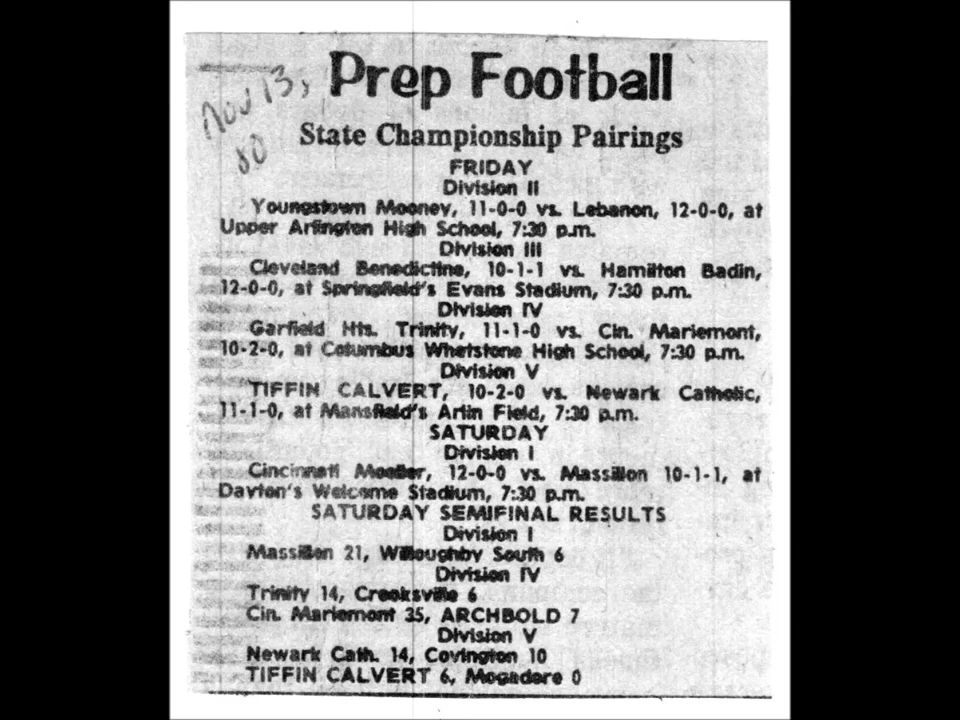 Nov 13,
80
Prep Football
State Championship Pairings
FRIDAY
Division II
Youngstown Mooney, 11-0-0 vs. Lebanon, 12-0-0, at
Upper Arlington High School, 7:30 p.m.
Division III
Cleveland Benedictine, 10-1-1 vs. Hamilton Badin,
12-0-0, at Springfield's Evans Stadium, 7:30 p.m.
Division IV
Garfield Hts. Trinity, 11-1-0 vs. Cin. Mariemont,
10-2-0, at Columbus Whetstone High School, 7:30 p.m.
Division V
TIFFIN CALVERT, 10-2-0 vs. Newark Catholic,
11-1-0, at Mansfield's Arlin Field, 7:30 p.m.
SATURDAY
Division I
Cincinnati Moeller, 12-0-0 vs. Massillon 10-1-1, at
Dayton's Welcome Stadium, 7:30 p.m.
SATURDAY SEMIFINAL RESULTS
Division I
Massillon 21, Willoughby South 6
Division IV
Trinity 14, Crooksville 6
Cin. Mariemont 35, ARCHBOLD 7
Division V
Newark Cath. 14, Covington 10
TIFFIN CALVERT 6, Mogadore 0